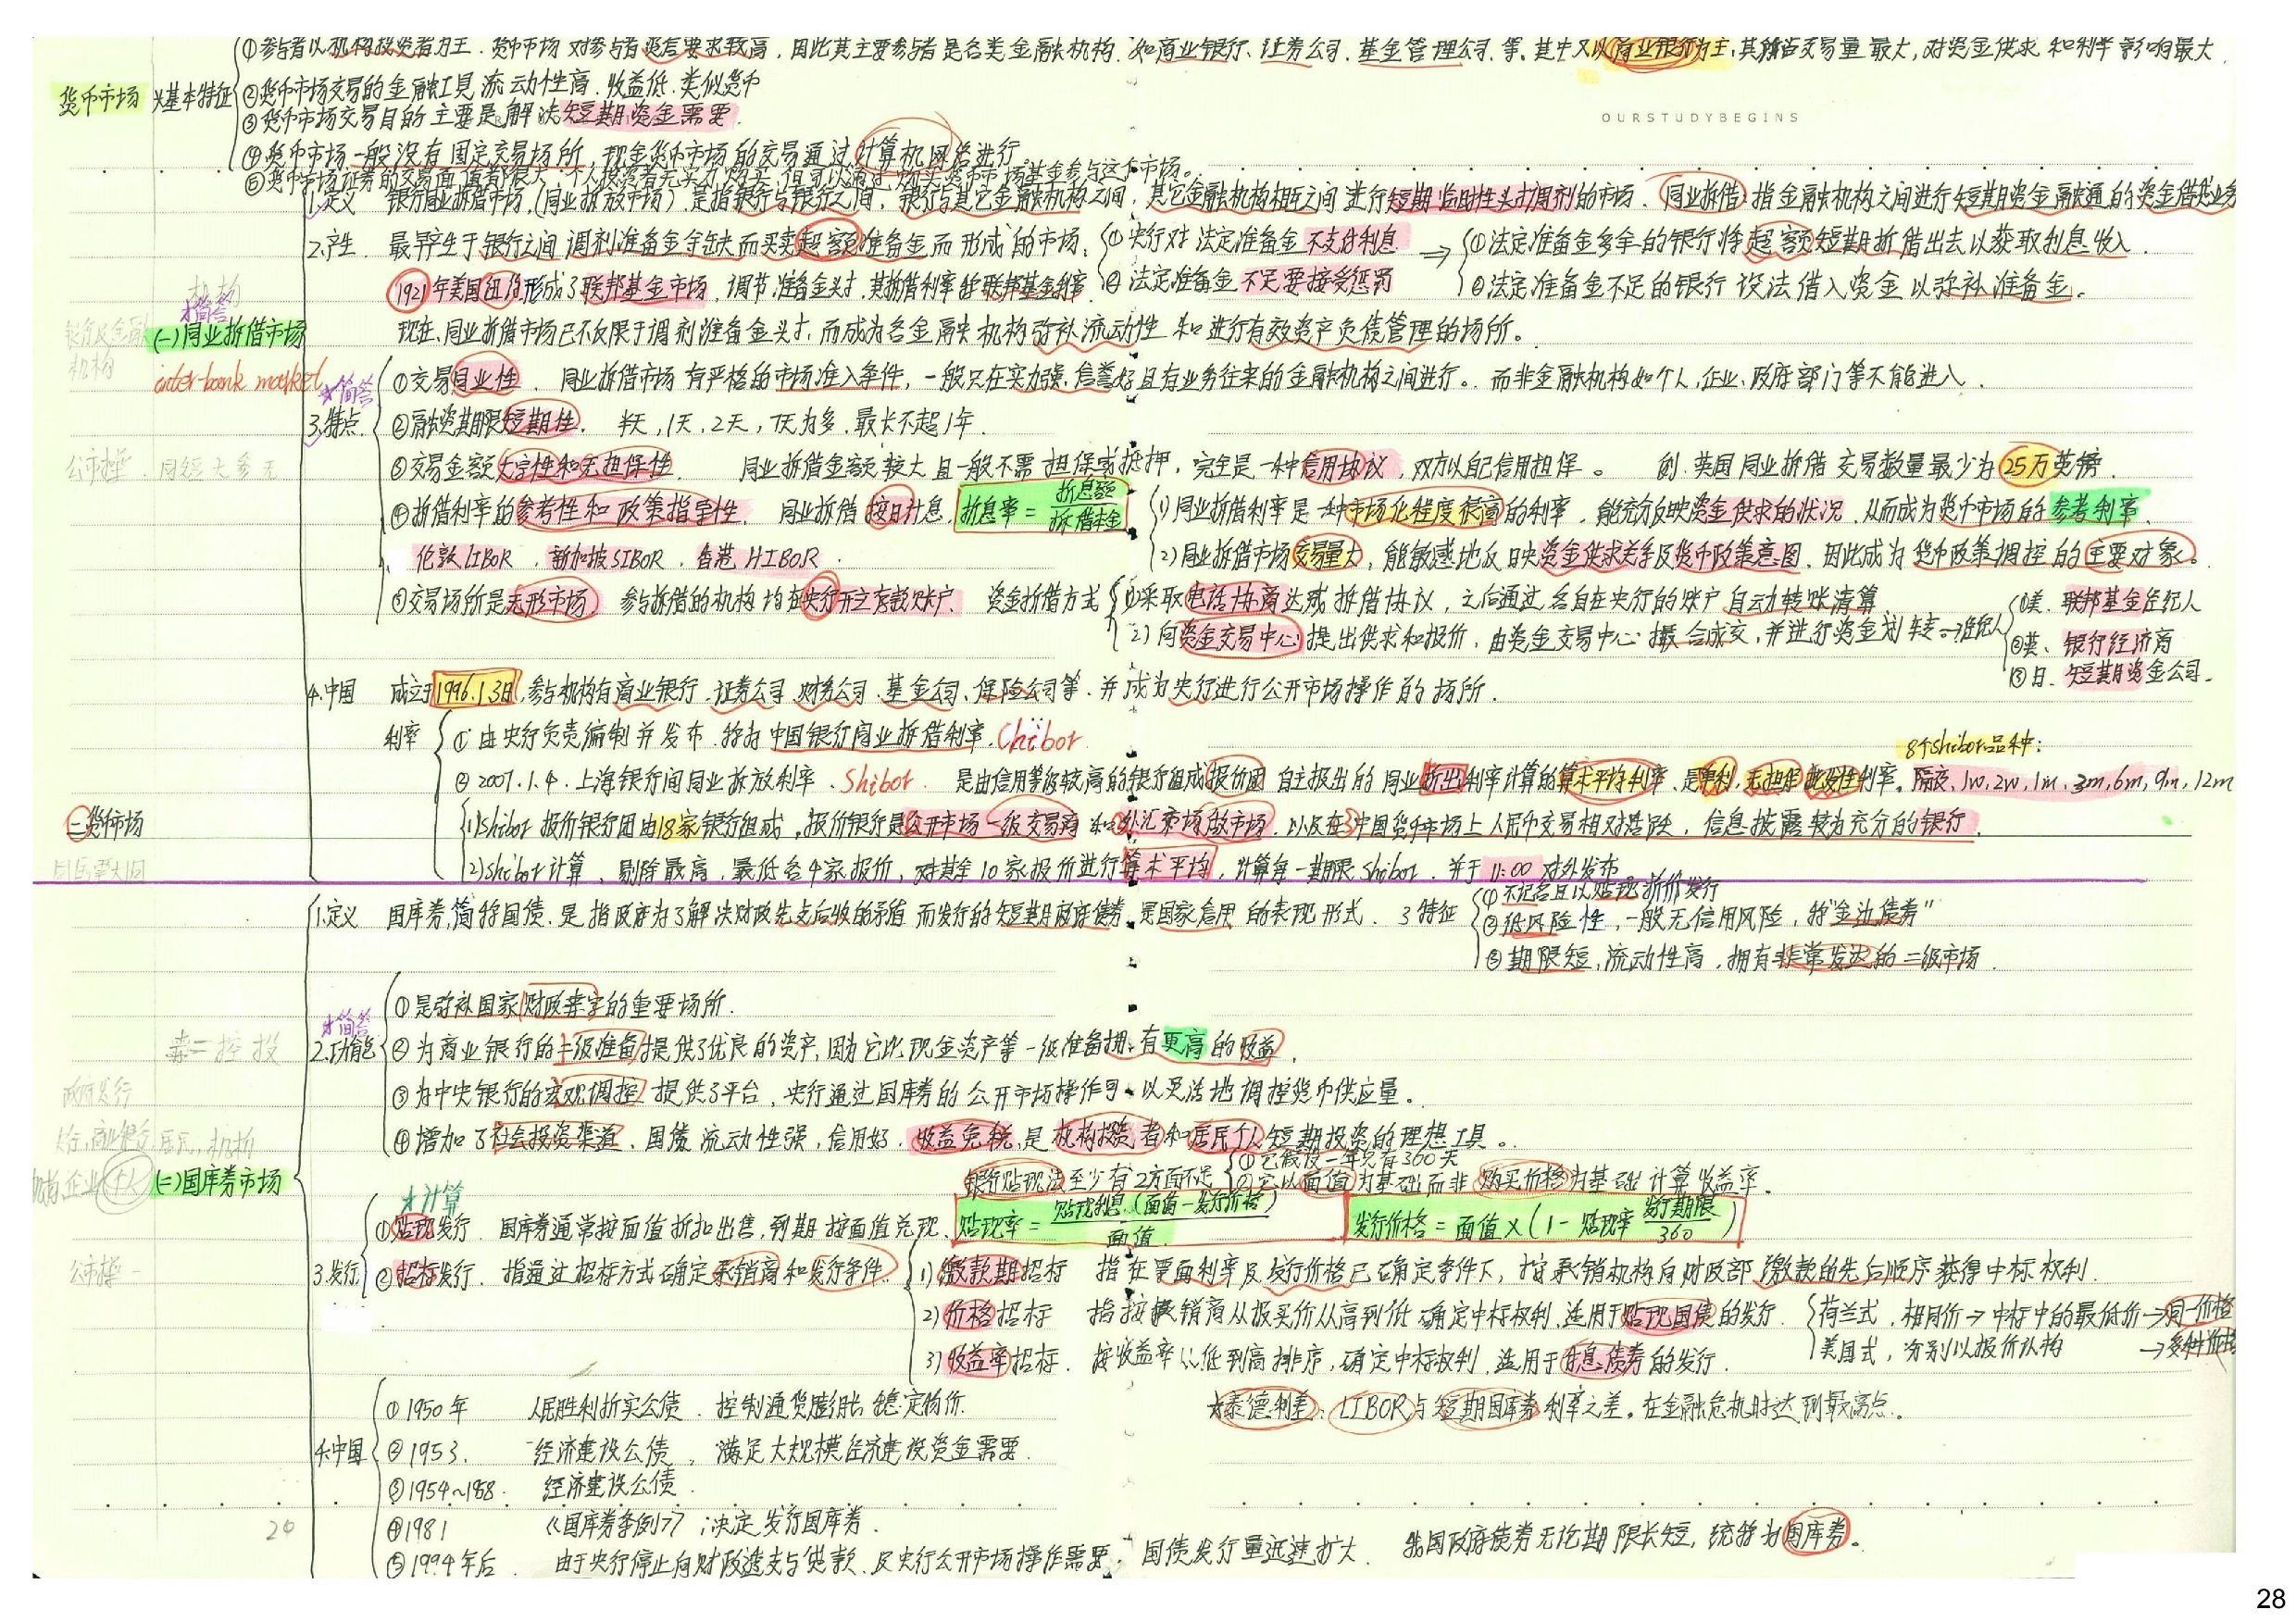 ①参与者以机构投资者为主．货币市场对参与者资信要求较高，因此其主要参与者是各类金融机构．如商业银行、证券公司．基金管理公司．等。其中又以商业银行为主，其所占交易量最大，对资金供求和利率影响最大．
货币市场 基本特征
②货币市场交易的金融工具流动性高．收益低．类似货币
③货币市场交易目的主要是解决短期资金需要．
OURSTUDYBEGINS
④货币市场一般没有固定交易场所，现金货币市场的交易通过计算机网络进行。
⑤货币市场证券的交易面值都很大，个人投资者无买力购买，但可以通过购买货币市场基金参与这个市场。
1.定义 银行同业拆借市场，(同业拆放市场)．是指银行与银行之间，银行与其它金融机构之间，其它金融机构相互之间进行短期临时性头寸调剂的市场．同业拆借：指金融机构之间进行短期资金融通的资金借贷业务
2.产生． 最早产生于银行之间调剂准备金余缺而买卖超额准备金而形成的市场：①央行对法定准备金不支付利息 ⇒ ①法定准备金多余的银行将超额短期拆借出去以获取利息收入．
1921年美国纽约形成了联邦基金市场，调节准备金头寸，其拆借利率即联邦基金利率．②法定准备金不足要接受惩罚 ②法定准备金不足的银行设法借入资金以弥补准备金。
机构
*简答
银行及金融机构
(一)同业拆借市场
现在，同业拆借市场已不仅限于调剂准备金头寸，而成为各金融机构弥补流动性和进行有效资产负债管理的场所。
inter-bank market
*简答
3.特点
①交易同业性． 同业拆借市场有严格的市场准入条件，一般只在实力强、信誉好且有业务往来的金融机构之间进行。而非金融机构如个人，企业、政府部门等不能进入．
②融资期限短期性． 半天，1天，2天，7天为多．最长不超1年．
公市操．同短大参无
③交易金额大宗性和无担保性 同业拆借金额较大且一般不需担保或抵押，完全是一种信用协议，双方以自己信用担保。 例．英国同业拆借交易数量最少为25万英镑．
④拆借利率的参考性和政策指导性． 同业拆借按日计息．拆息率=拆息额/拆借本金
1)同业拆借利率是一种市场化程度很高的利率，能充分反映资金供求的状况．从而成为货币市场的参考利率．
伦敦LIBOR．新加坡SIBOR．香港HIBOR．
2)同业拆借市场交易量大，能敏感地反映资金供求关系及货币政策意图．因此成为货币政策调控的主要对象。
⑤交易场所是无形市场）参与拆借的机构均在央行开立存款账户． 资金拆借方式 1)采取电话协商达成拆借协议，之后通过各自在央行的账户自动转账清算
2)向资金交易中心提出供求和报价，由资金交易中心撮合成交，并进行资金划转→经纪人
①美．联邦基金经纪人
②英、银行经济商
③日．短期资金公司．
4.中国 成立于1996.1.3日，参与机构有商业银行．证券公司．财务公司．基金公司、保险公司等．并成为央行进行公开市场操作的场所．
利率 ①由央行负责编制并发布．称为中国银行同业拆借利率．Chibor
8个shibor品种：
②2007.1.4．上海银行间同业拆放利率．Shibor． 是由信用等级较高的银行组成报价团自主报出的同业拆出利率计算的算术平均利率．是单利，无担保批发性利率。隔夜、1w，2w，1m，3m，6m，9m，12m
二、货币市场
1)Shibor报价银行团由18家银行组成，报价银行是公开市场一级交易商和外汇市场做市商．以及在中国货币市场上人民币交易相对活跃，信息披露较为充分的银行．
2)Shibor计算、剔除最高，最低各4家报价，对其余10家报价进行算术平均，计算每一期限Shibor．并于11:00对外发布
1.定义 国库券，简称国债．是指政府为了解决财政先支后收的矛盾而发行的短期政府债券．是国家信用的表现形式． 3特征
①不记名且以贴现折价发行
②低风险性，一般无信用风险，称“金边债券”
③期限短，流动性高，拥有非常发达的二级市场．
*简答
2.功能
①是弥补国家财政赤字的重要场所．
②为商业银行的二级准备提供了优良的资产，因为它比现金资产等一级准备拥有更高的收益．
③为中央银行的宏观调控提供了平台，央行通过国库券的公开市场操作可以灵活地调控货币供应量。
④增加了社会投资渠道．国债流动性强，信用好．收益免税，是机构投资者和居民个人短期投资的理想工具。
赤二控投
政府发行
央行，商业银行，居民，机构
(二)国库券市场
银行贴现法至少有2方面不足 ①它假设一年只有360天
②它以面值为基础而非购买价格为基础计算收益率．
*计算
3.发行
①贴现发行． 国库券通常按面值折扣出售，到期按面值兑现．贴现率=贴现利息（面值－发行价格）/面值 发行价格=面值×(1－贴现率 发行期限/360)
公市操一
②招标发行． 指通过招标方式确定承销商和发行条件．
1)缴款期招标 指在票面利率及发行价格已确定条件下，按承销机构向财政部缴款的先后顺序获得中标权利．
2)价格招标 指按承销商从报买价从高到低确定中标权利．适用于贴现国债的发行． 荷兰式，相同价→中标中的最低价→同一价格
美国式，分别以报价认购 →多种价格
3)收益率招标． 按收益率从低到高排序，确定中标权利．适用于付息债券的发行．
4.中国
①1950年 人民胜利折实公债．控制通货膨胀．稳定物价． *泰德利差：LIBOR与短期国库券利率之差。在金融危机时达到最高点．
②1953． 经济建设公债，满足大规模经济建设资金需要．
③1954～1958． 经济建设公债．
④1981 《国库券条例》；决定发行国库券．
⑤1994年后． 由于央行停止向财政透支与贷款．及央行公开市场操作需要，国债发行量迅速扩大． 我国政府债券无论期限长短，统称为国库券。
20
28